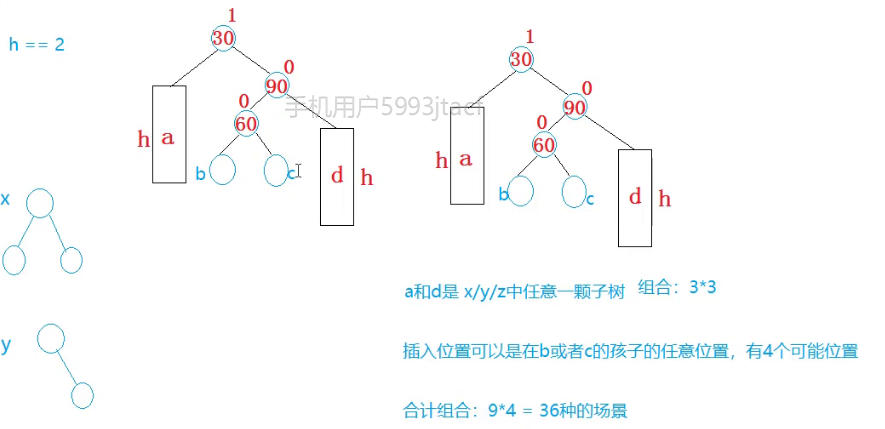 h == 2
1
30
0
90
0
60
h a
b
c
d h
手机用户5993jtact
1
30
0
90
0
60
h a
b
c
d h
x
y
a和d是 x/y/z中任意一颗子树 组合：3*3
插入位置可以是在b或者c的孩子的任意位置，有4个可能位置
合计组合：9*4 = 36种的场景